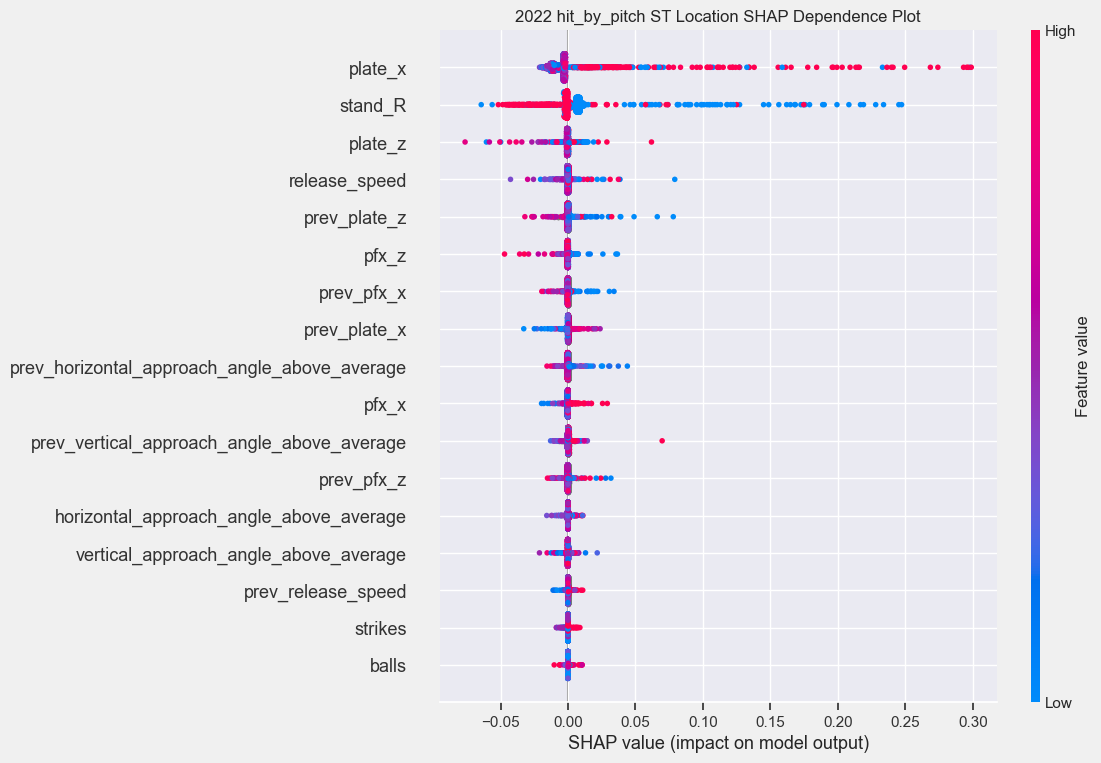 2022 hit_by_pitch ST Location SHAP Dependence Plot
High
plate_x
stand_R
plate_z
release_speed
prev_plate_z
pfx_z
prev_pfx_x
prev_plate_x
prev_horizontal_approach_angle_above_average
pfx_x
prev_vertical_approach_angle_above_average
prev_pfx_z
horizontal_approach_angle_above_average
vertical_approach_angle_above_average
prev_release_speed
strikes
balls
Feature value
Low
−0.05 0.00 0.05 0.10 0.15 0.20 0.25 0.30
SHAP value (impact on model output)